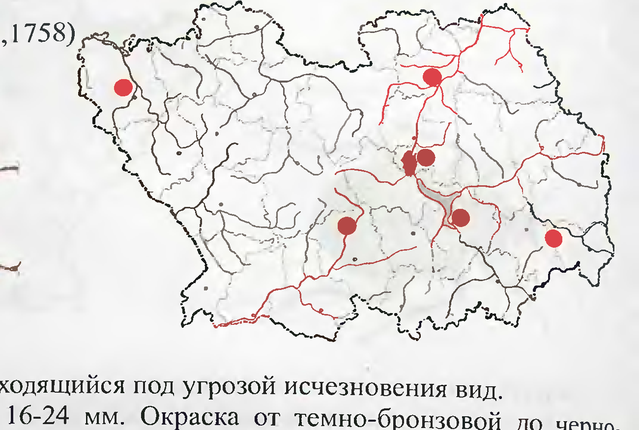 ,1758)
ходящийся под угрозой исчезновения вид.
16-24 мм. Окраска от темно-бронзовой до черно-